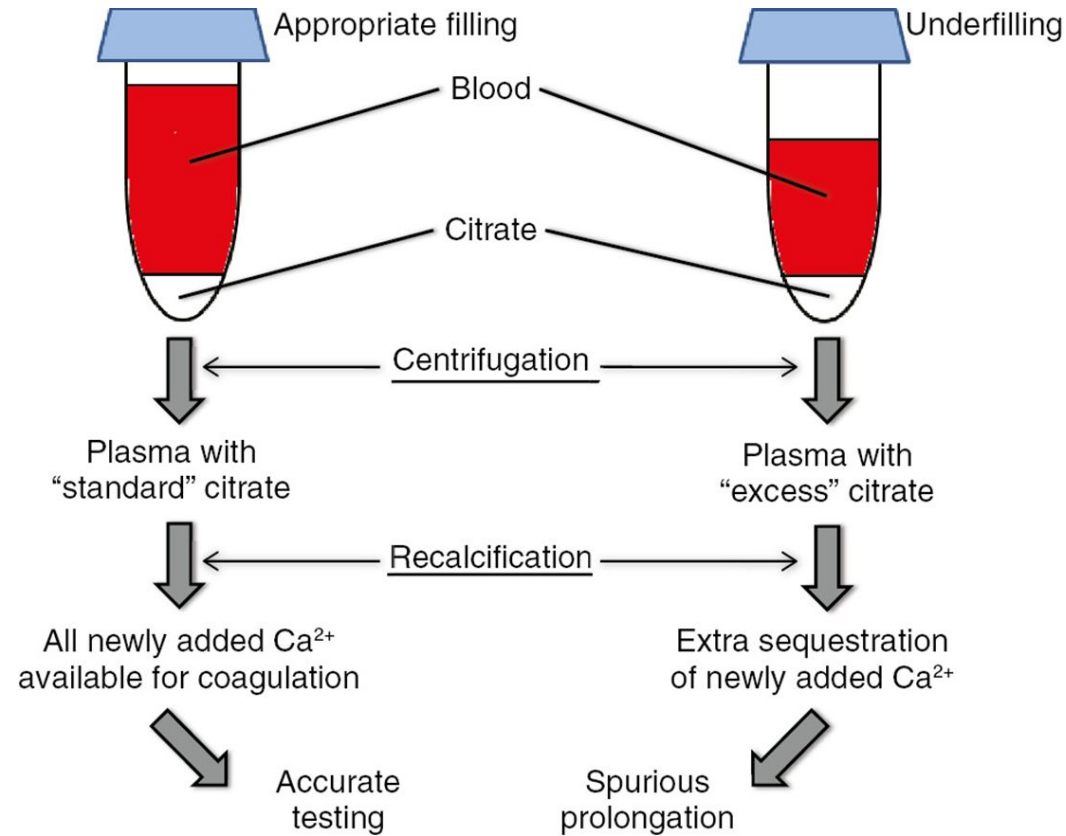 Appropriate filling
Underfilling
Blood
Citrate
Centrifugation
Plasma with
“standard” citrate
Plasma with
“excess” citrate
Recalcification
All newly added Ca²⁺
available for coagulation
Extra sequestration
of newly added Ca²⁺
Accurate
testing
Spurious
prolongation